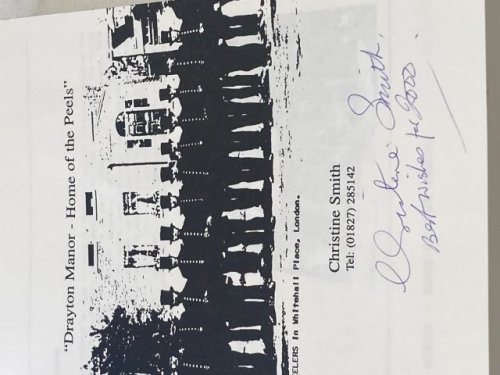 "Drayton Manor - Home of the Peels"
EELERS in Whitehall Place, London.
Christine Smith
Tel: (01827) 285142
Christine Smith.
Best wishes for 2000.